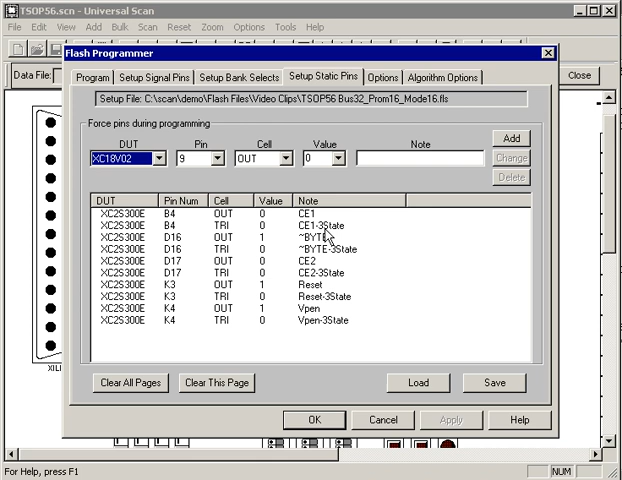 TSOP56.scn - Universal Scan
File Edit View Add Bulk Scan Reset Zoom Options Tools Help
Data File:
Close
Flash Programmer
Program Setup Signal Pins Setup Bank Selects Setup Static Pins Options Algorithm Options
Setup File: C:\scan\demo\Flash Files\Video Clips\TSOP56 Bus32_Prom16_Mode16.fls
Force pins during programming
DUT Pin Cell Value Note
XC18V02 9 OUT 0
Add
Change
Delete
DUT Pin Num Cell Value Note
XC2S300E B4 OUT 0 CE1
XC2S300E B4 TRI 0 CE1-3State
XC2S300E D16 OUT 1 ~BYTE
XC2S300E D16 TRI 0 ~BYTE-3State
XC2S300E D17 OUT 0 CE2
XC2S300E D17 TRI 0 CE2-3State
XC2S300E K3 OUT 1 Reset
XC2S300E K3 TRI 0 Reset-3State
XC2S300E K4 OUT 1 Vpen
XC2S300E K4 TRI 0 Vpen-3State
XILI
Clear All Pages Clear This Page Load Save
OK Cancel Apply Help
For Help, press F1
NUM